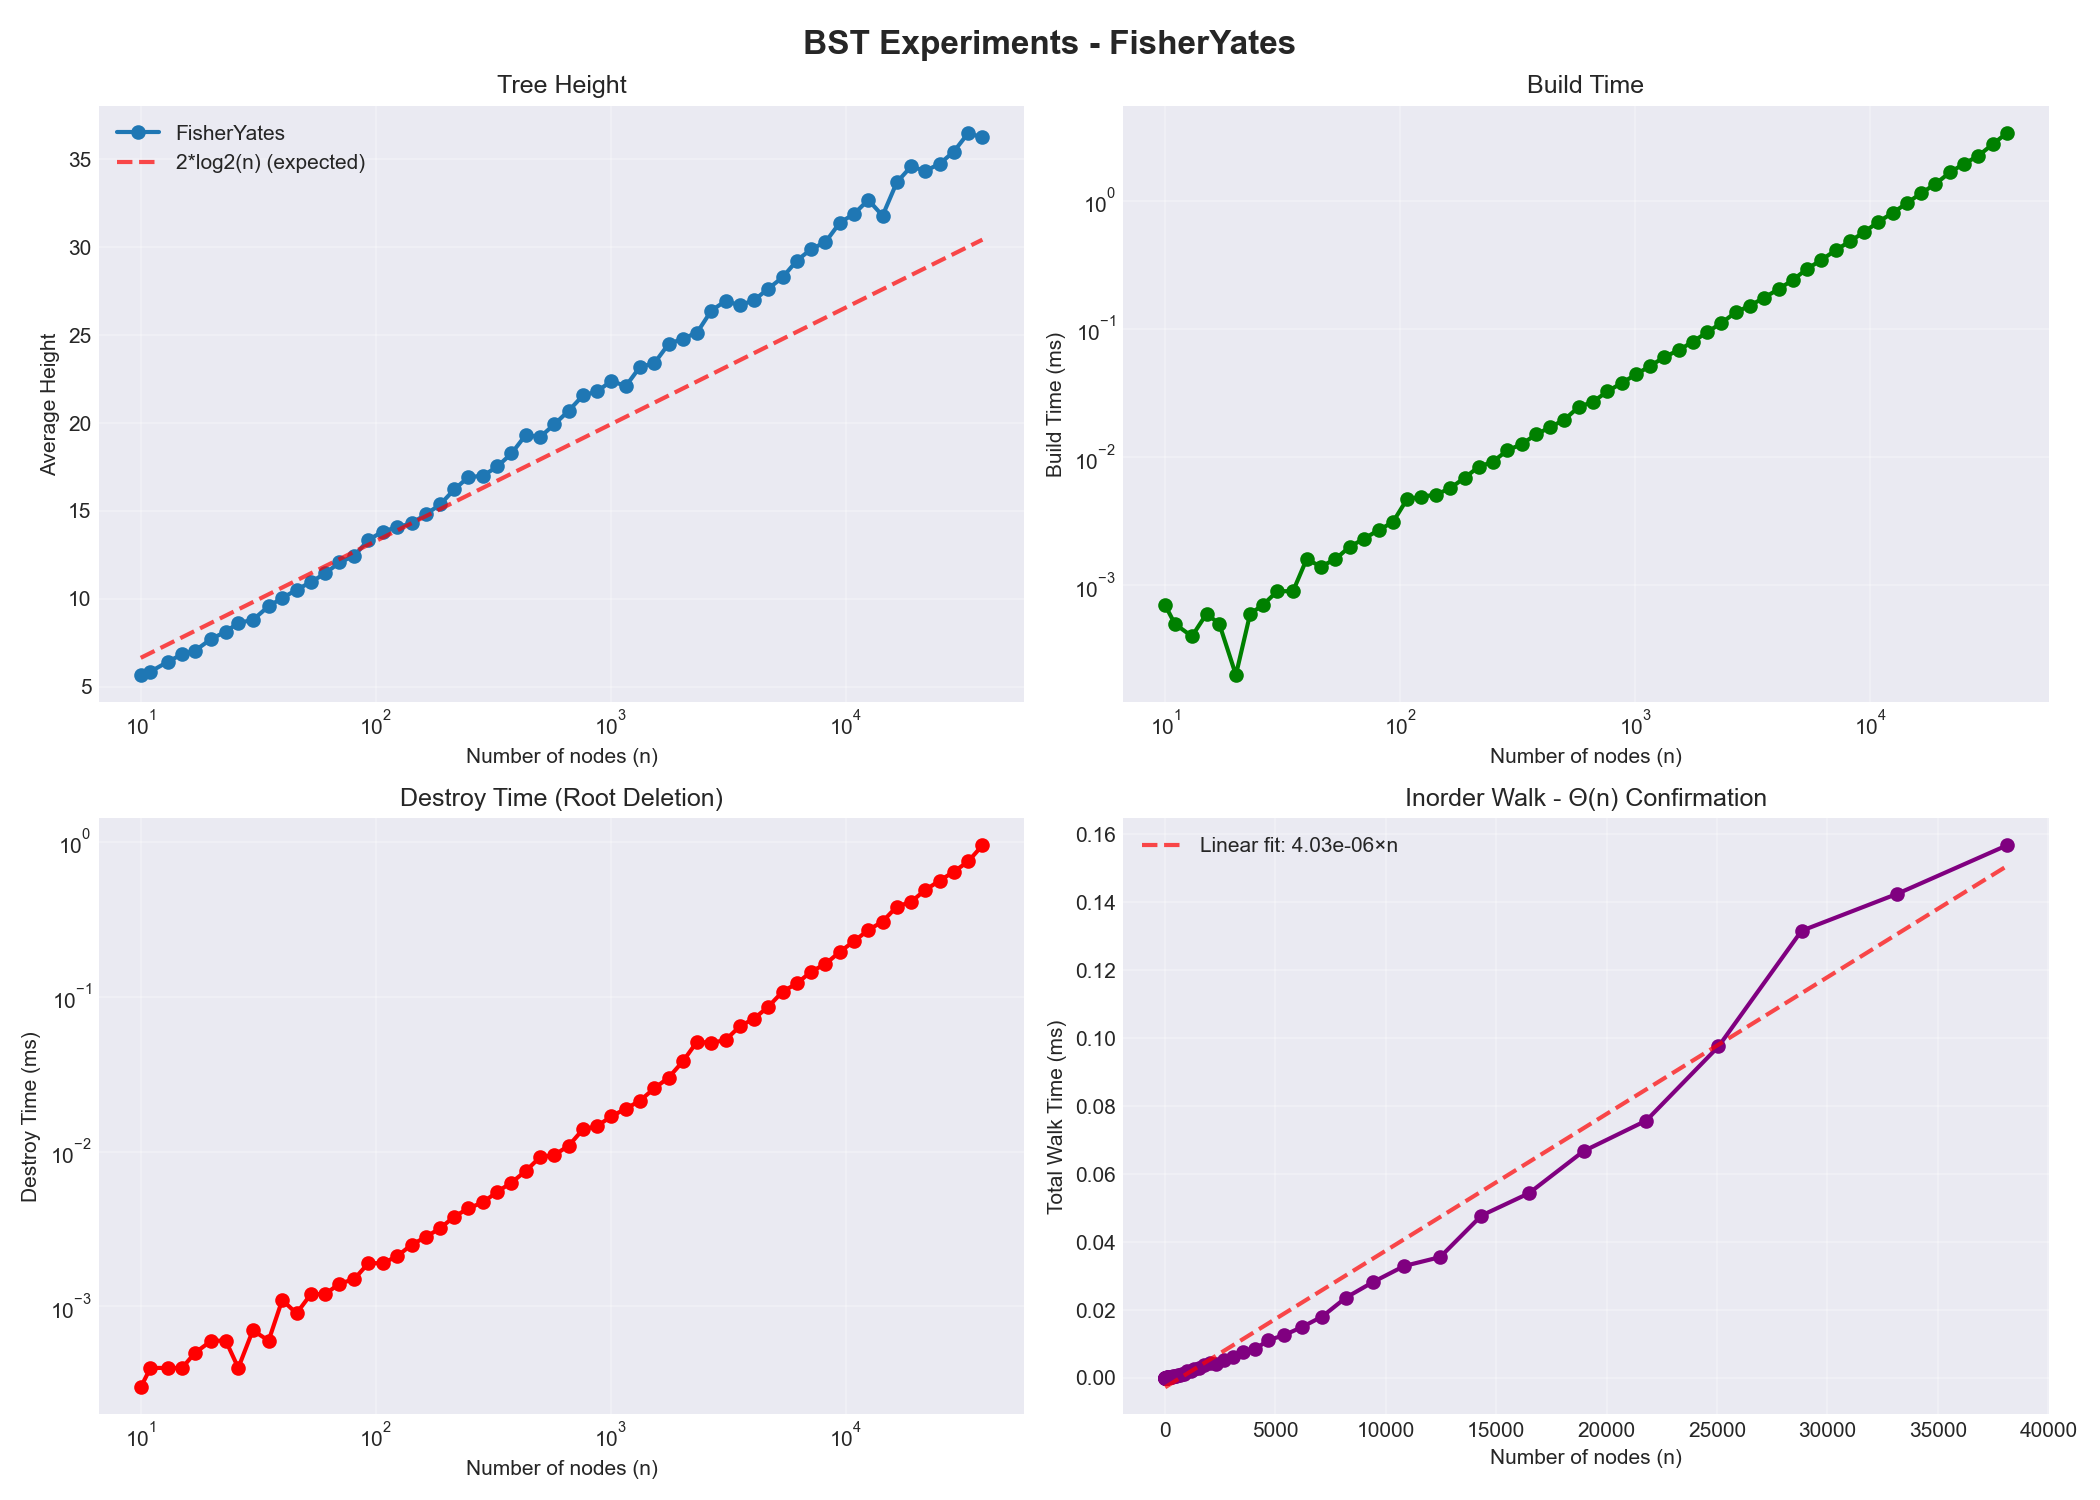 BST Experiments - FisherYates
Tree Height
FisherYates
2*log2(n) (expected)
Average Height
35
30
25
20
15
10
5
10^1 10^2 10^3 10^4
Number of nodes (n)
Build Time
Build Time (ms)
10^0
10^−1
10^−2
10^−3
10^1 10^2 10^3 10^4
Number of nodes (n)
Destroy Time (Root Deletion)
Destroy Time (ms)
10^0
10^−1
10^−2
10^−3
10^1 10^2 10^3 10^4
Number of nodes (n)
Inorder Walk - Θ(n) Confirmation
Linear fit: 4.03e-06×n
Total Walk Time (ms)
0.16
0.14
0.12
0.10
0.08
0.06
0.04
0.02
0.00
0 5000 10000 15000 20000 25000 30000 35000 40000
Number of nodes (n)